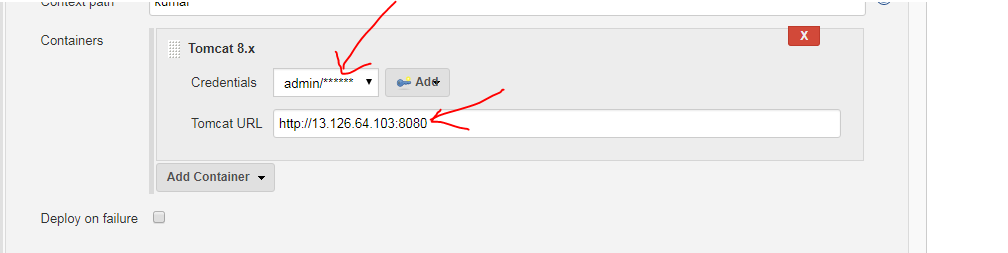 Context path kumar
Containers
Tomcat 8.x
X
Credentials admin/****** Add
Tomcat URL http://13.126.64.103:8080
Add Container
Deploy on failure